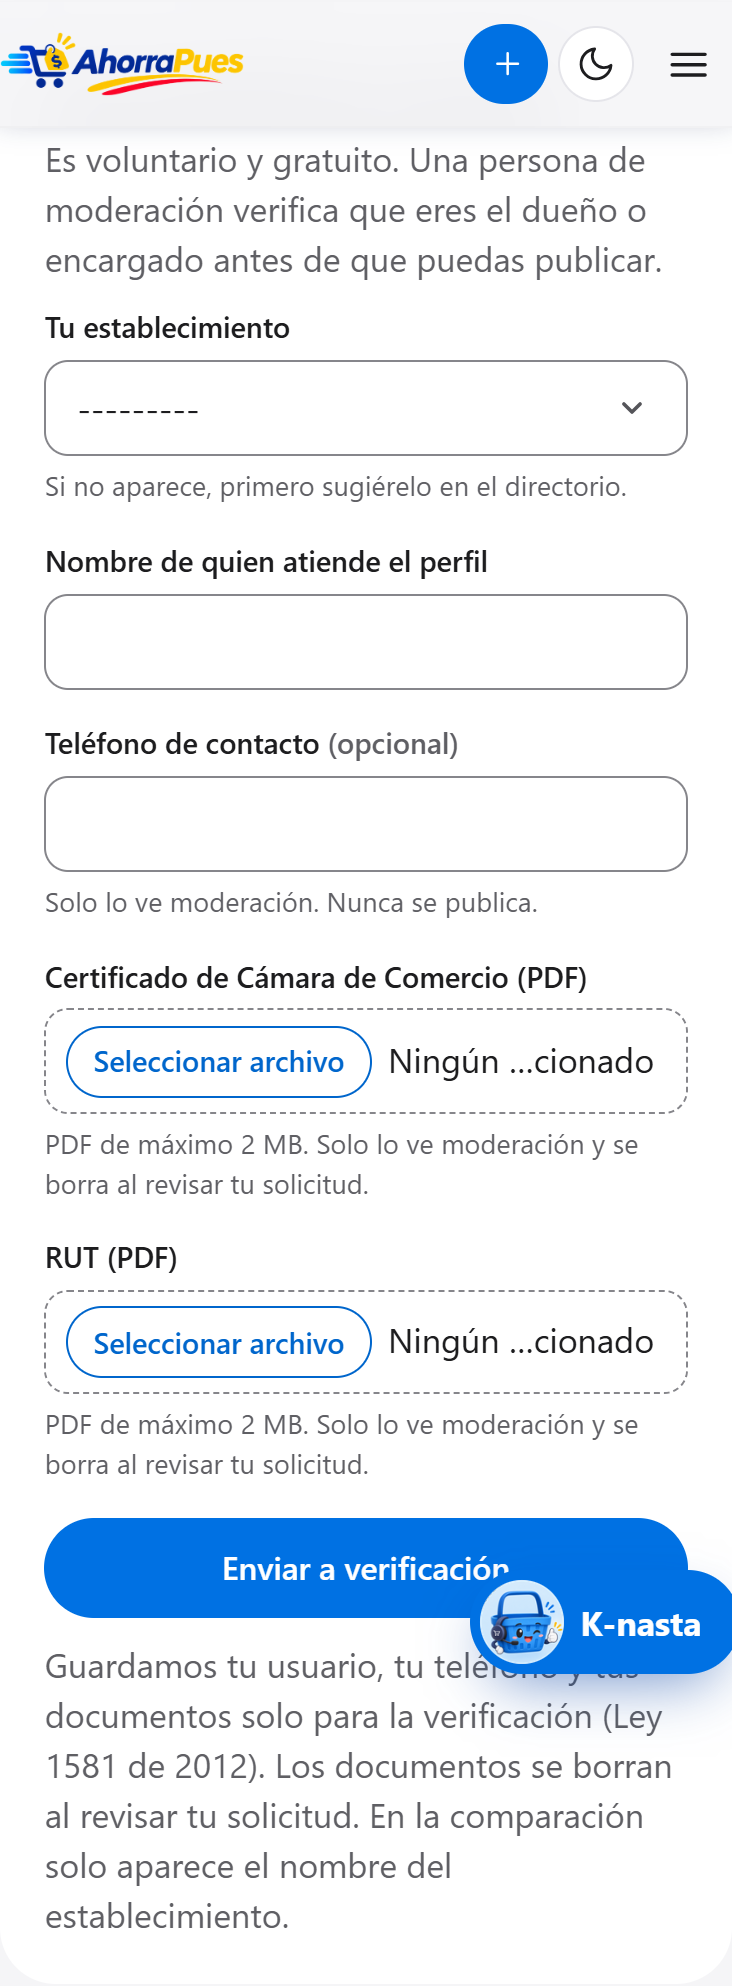 AhorraPues
Es voluntario y gratuito. Una persona de
moderación verifica que eres el dueño o
encargado antes de que puedas publicar.
Tu establecimiento
---------
Si no aparece, primero sugiérelo en el directorio.
Nombre de quien atiende el perfil
Teléfono de contacto (opcional)
Solo lo ve moderación. Nunca se publica.
Certificado de Cámara de Comercio (PDF)
Seleccionar archivo Ningún ...cionado
PDF de máximo 2 MB. Solo lo ve moderación y se
borra al revisar tu solicitud.
RUT (PDF)
Seleccionar archivo Ningún ...cionado
PDF de máximo 2 MB. Solo lo ve moderación y se
borra al revisar tu solicitud.
Enviar a verificación
K-nasta
Guardamos tu usuario, tu teléfono y tus
documentos solo para la verificación (Ley
1581 de 2012). Los documentos se borran
al revisar tu solicitud. En la comparación
solo aparece el nombre del
establecimiento.